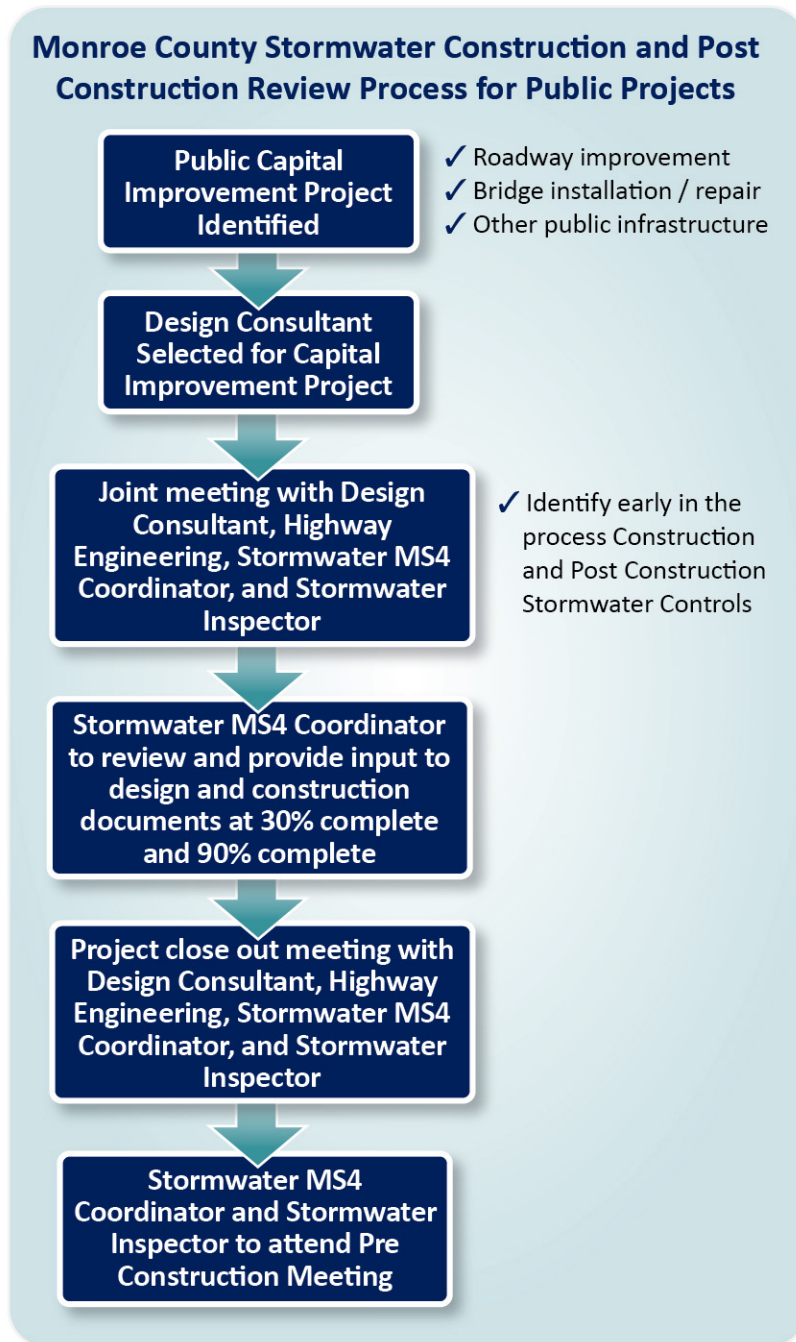 Monroe County Stormwater Construction and Post
Construction Review Process for Public Projects
Public Capital
Improvement Project
Identified
✓ Roadway improvement
✓ Bridge installation / repair
✓ Other public infrastructure
Design Consultant
Selected for Capital
Improvement Project
Joint meeting with Design
Consultant, Highway
Engineering, Stormwater MS4
Coordinator, and Stormwater
Inspector
✓ Identify early in the
process Construction
and Post Construction
Stormwater Controls
Stormwater MS4 Coordinator
to review and provide input to
design and construction
documents at 30% complete
and 90% complete
Project close out meeting with
Design Consultant, Highway
Engineering, Stormwater MS4
Coordinator, and Stormwater
Inspector
Stormwater MS4
Coordinator and Stormwater
Inspector to attend Pre
Construction Meeting